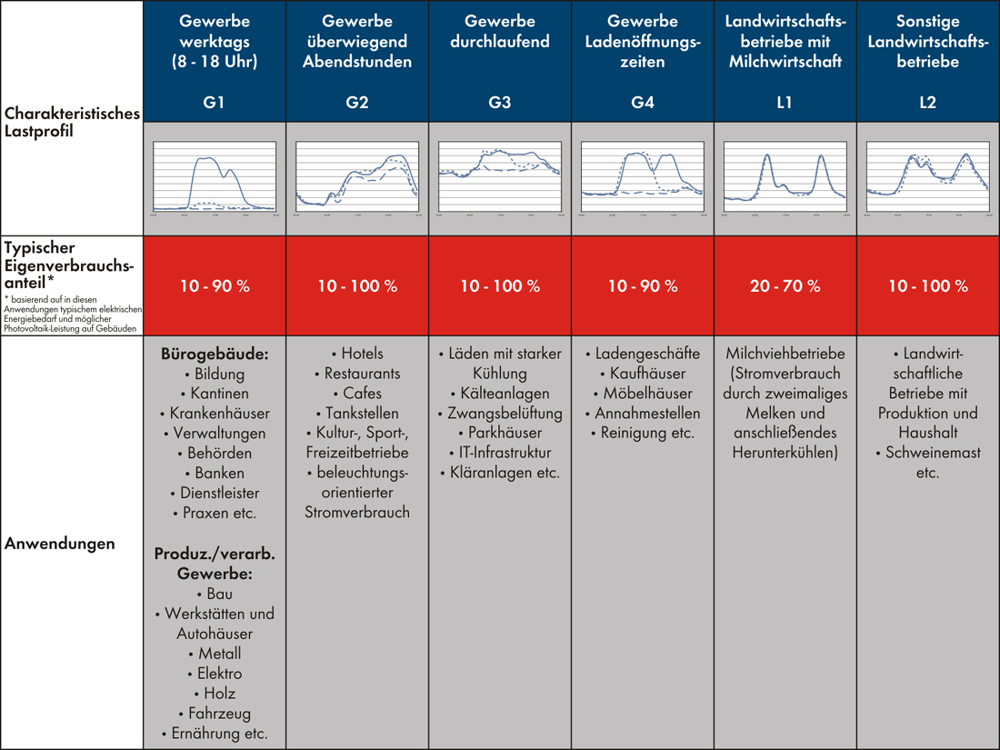 Charakteristisches
Lastprofil
Gewerbe
werktags
(8 - 18 Uhr)
G1
Gewerbe
überwiegend
Abendstunden
G2
Gewerbe
durchlaufend
G3
Gewerbe
Ladenöffnungs-
zeiten
G4
Landwirtschafts-
betriebe mit
Milchwirtschaft
L1
Sonstige
Landwirtschafts-
betriebe
L2
Typischer
Eigenverbrauchs-
anteil*
* basierend auf in diesen
Anwendungen typischem elektrischen
Energiebedarf und möglicher
Photovoltaik-Leistung auf Gebäuden
10 - 90 %
10 - 100 %
10 - 100 %
10 - 90 %
20 - 70 %
10 - 100 %
Anwendungen
Bürogebäude:
• Bildung
• Kantinen
• Krankenhäuser
• Verwaltungen
• Behörden
• Banken
• Dienstleister
• Praxen etc.
Produz./verarb.
Gewerbe:
• Bau
• Werkstätten und
Autohäuser
• Metall
• Elektro
• Holz
• Fahrzeug
• Ernährung etc.
• Hotels
• Restaurants
• Cafes
• Tankstellen
• Kultur-, Sport-,
Freizeitbetriebe
• beleuchtungs-
orientierter
Stromverbrauch
• Läden mit starker
Kühlung
• Kälteanlagen
• Zwangsbelüftung
• Parkhäuser
• IT-Infrastruktur
• Kläranlagen etc.
• Ladengeschäfte
• Kaufhäuser
• Möbelhäuser
• Annahmestellen
• Reinigung etc.
Milchviehbetriebe
(Stromverbrauch
durch zweimaliges
Melken und
anschließendes
Herunterkühlen)
• Landwirt-
schaftliche
Betriebe mit
Produktion und
Haushalt
• Schweinemast
etc.